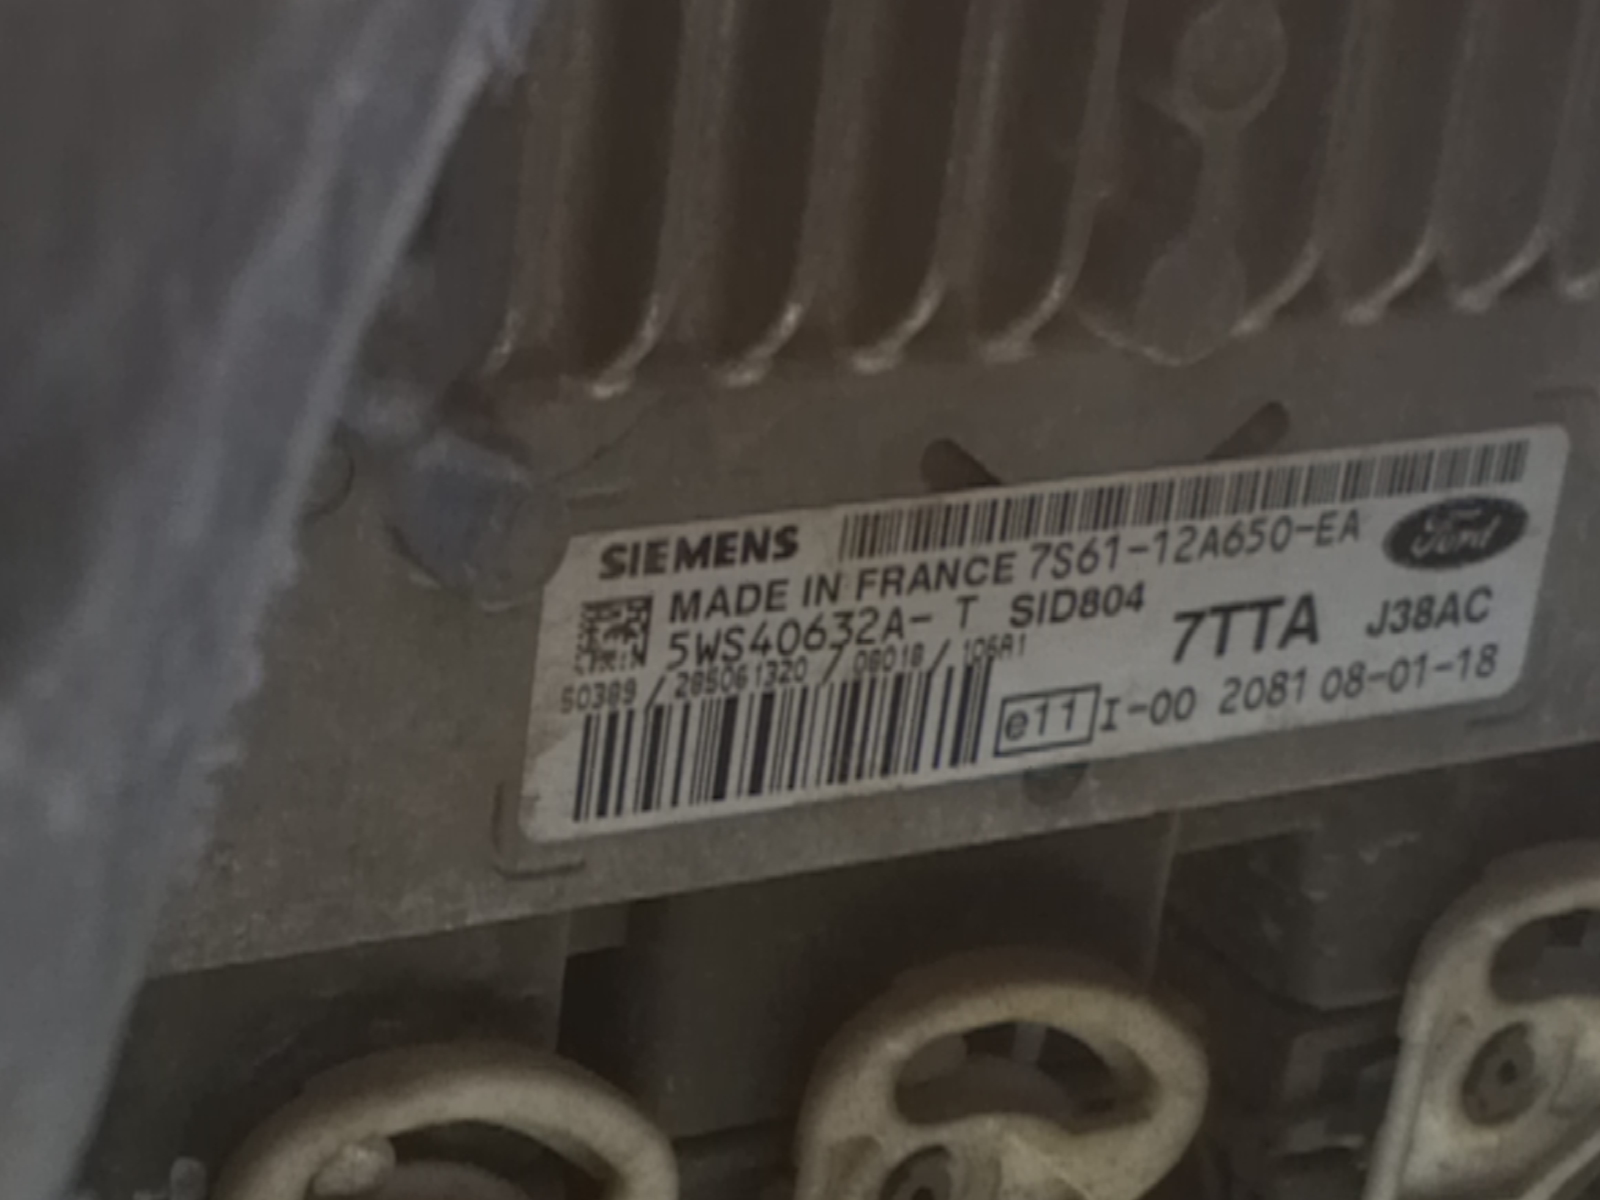 SIEMENS
MADE IN FRANCE 7S61-12A650-EA Ford
5WS40632A- T SID804 7TTA J38AC
S0389 / 285061320 / 08018 / 106A1
e11 I-00 2081 08-01-18